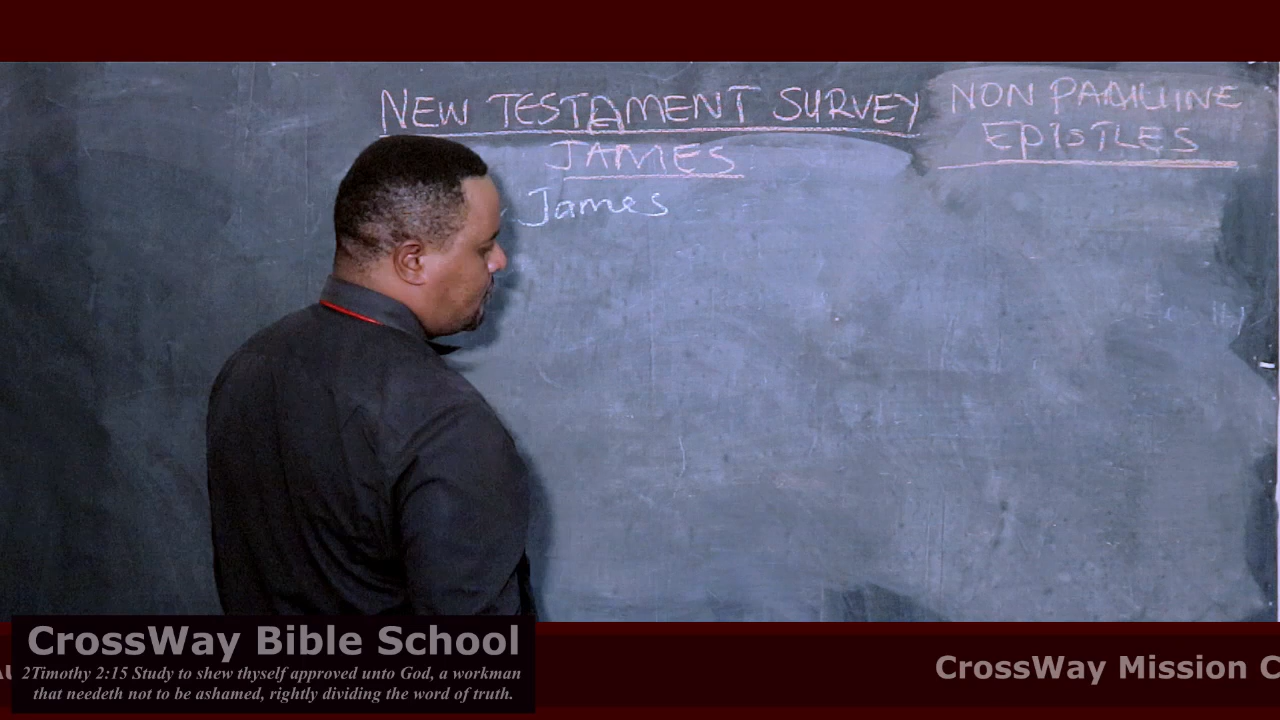 NEW TESTAMENT SURVEY
JAMES
James
NON PAULINE
EPISTLES
CrossWay Bible School
2Timothy 2:15 Study to shew thyself approved unto God, a workman
that needeth not to be ashamed, rightly dividing the word of truth.
CrossWay Mission C